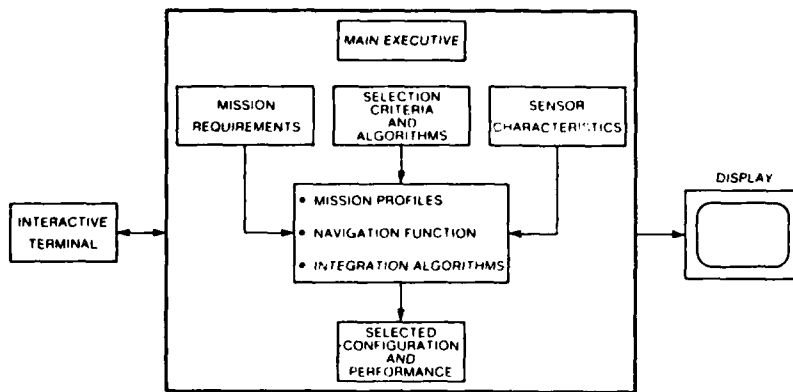 MAIN EXECUTIVE
MISSION
REQUIREMENTS
SELECTION
CRITERIA
AND
ALGORITHMS
SENSOR
CHARACTERISTICS
• MISSION PROFILES
• NAVIGATION FUNCTION
• INTEGRATION ALGORITHMS
INTERACTIVE
TERMINAL
DISPLAY
SELECTED
CONFIGURATION
AND
PERFORMANCE